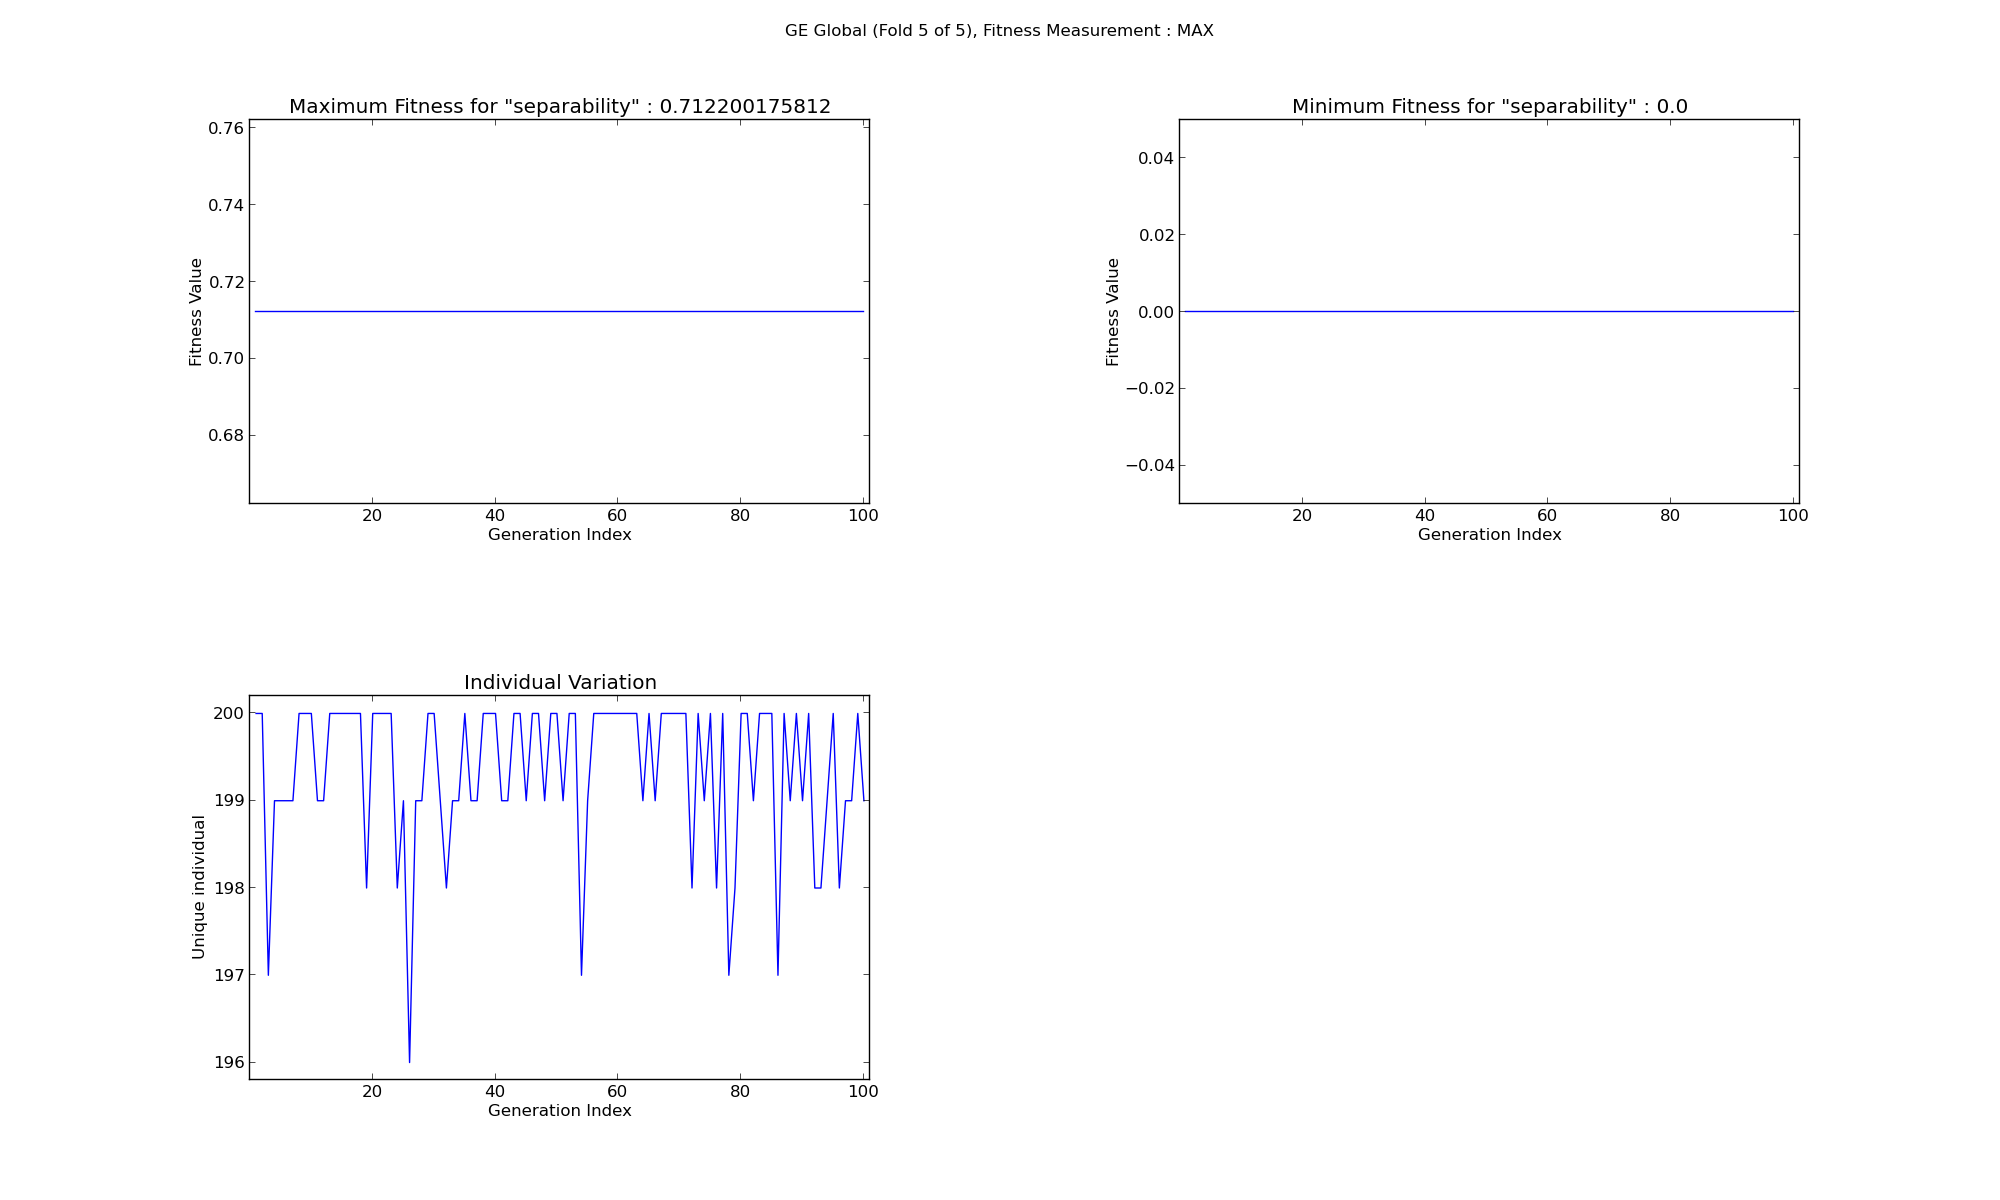 GE Global (Fold 5 of 5), Fitness Measurement : MAX
Maximum Fitness for "separability" : 0.712200175812
0.76
0.74
0.72
0.70
0.68
Fitness Value
20 40 60 80 100
Generation Index
Minimum Fitness for "separability" : 0.0
0.04
0.02
0.00
−0.02
−0.04
Fitness Value
20 40 60 80 100
Generation Index
Individual Variation
200
199
198
197
196
Unique individual
20 40 60 80 100
Generation Index